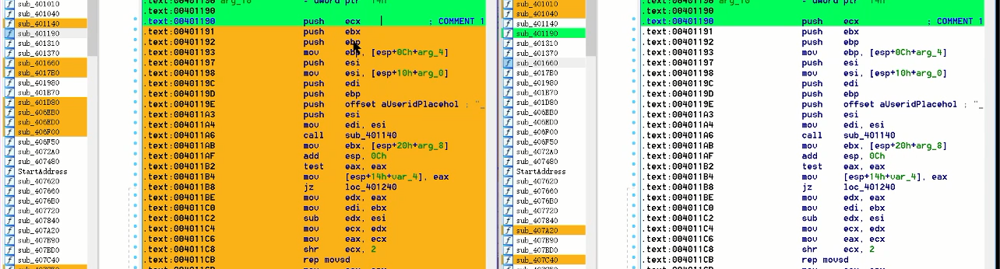 sub_401010
sub_401040
sub_401140
sub_401190
sub_401310
sub_401370
sub_401660
sub_4017B0
sub_401980
sub_401B70
sub_401D80
sub_406EB0
sub_406ED0
sub_406F00
sub_406F50
sub_4072A0
sub_407480
StartAddress
sub_407620
sub_407660
sub_4076B0
sub_407720
sub_407840
sub_407A20
sub_407B90
sub_407BD0
sub_407C40
.text:00401190 arg_10 = dword ptr 14h
.text:00401190
.text:00401190 push ecx ; COMMENT 1
.text:00401191 push ebx
.text:00401192 push ebp
.text:00401193 mov ebp, [esp+0Ch+arg_4]
.text:00401197 push esi
.text:00401198 mov esi, [esp+10h+arg_0]
.text:0040119C push edi
.text:0040119D push ebp
.text:0040119E push offset aUseridPlacehol ; "_
.text:004011A3 push esi
.text:004011A4 mov edi, esi
.text:004011A6 call sub_401140
.text:004011AB mov ebx, [esp+20h+arg_8]
.text:004011AF add esp, 0Ch
.text:004011B2 test eax, eax
.text:004011B4 mov [esp+14h+var_4], eax
.text:004011B8 jz loc_401240
.text:004011BE mov edx, eax
.text:004011C0 mov edi, ebx
.text:004011C2 sub edx, esi
.text:004011C4 mov ecx, edx
.text:004011C6 mov eax, ecx
.text:004011C8 shr ecx, 2
.text:004011CB rep movsd
sub_401010
sub_401040
sub_401140
sub_401190
sub_401310
sub_401370
sub_401660
sub_4017B0
sub_401980
sub_401B70
sub_401D80
sub_406EB0
sub_406ED0
sub_406F00
sub_406F50
sub_4072A0
sub_407480
StartAddress
sub_407620
sub_407660
sub_4076B0
sub_407720
sub_407840
sub_407A20
sub_407B90
sub_407BD0
sub_407C40
.text:00401190 arg_10 = dword ptr 14h
.text:00401190
.text:00401190 push ecx ; COMMENT 1
.text:00401191 push ebx
.text:00401192 push ebp
.text:00401193 mov ebp, [esp+0Ch+arg_4]
.text:00401197 push esi
.text:00401198 mov esi, [esp+10h+arg_0]
.text:0040119C push edi
.text:0040119D push ebp
.text:0040119E push offset aUseridPlacehol ; "_
.text:004011A3 push esi
.text:004011A4 mov edi, esi
.text:004011A6 call sub_401140
.text:004011AB mov ebx, [esp+20h+arg_8]
.text:004011AF add esp, 0Ch
.text:004011B2 test eax, eax
.text:004011B4 mov [esp+14h+var_4], eax
.text:004011B8 jz loc_401240
.text:004011BE mov edx, eax
.text:004011C0 mov edi, ebx
.text:004011C2 sub edx, esi
.text:004011C4 mov ecx, edx
.text:004011C6 mov eax, ecx
.text:004011C8 shr ecx, 2
.text:004011CB rep movsd